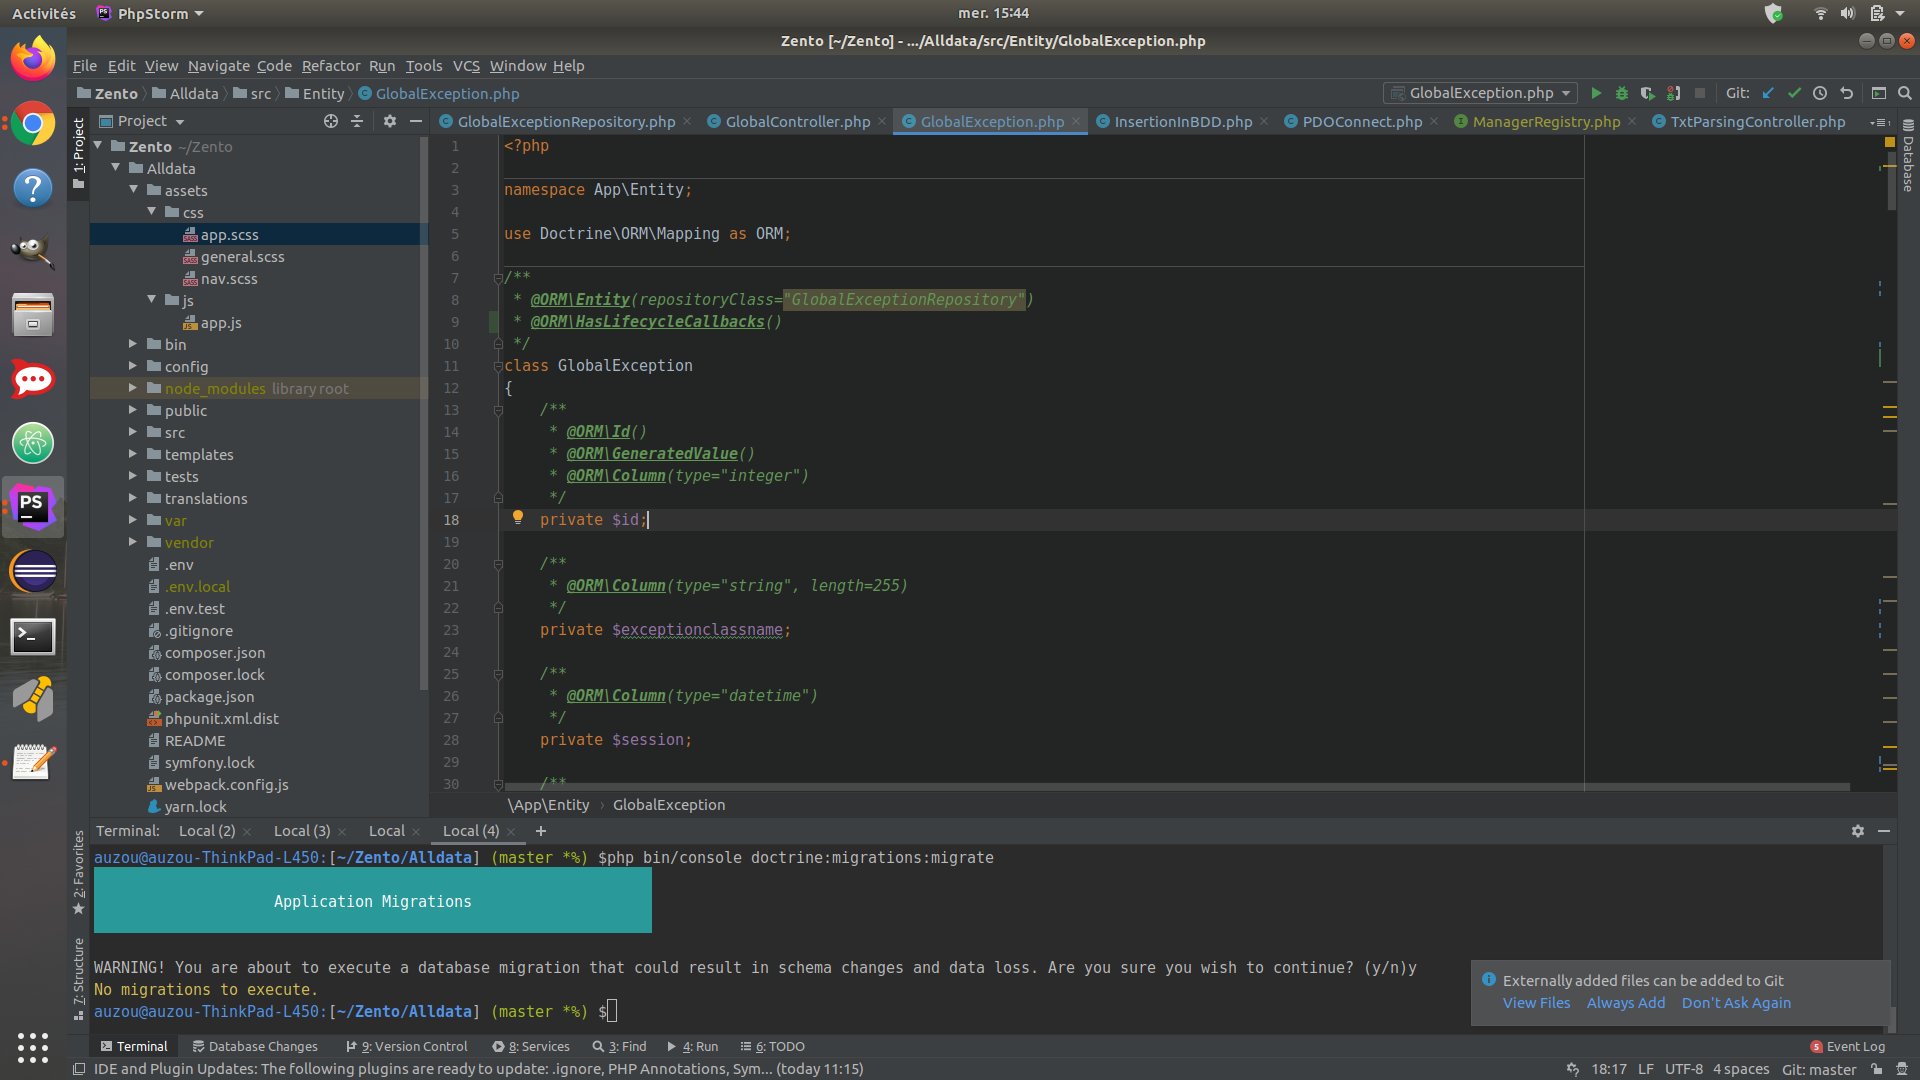 Activités PhpStorm mer. 15:44
Zento [~/Zento] - .../Alldata/src/Entity/GlobalException.php
File Edit View Navigate Code Refactor Run Tools VCS Window Help
Zento Alldata src Entity GlobalException.php GlobalException.php Git:
1: Project
Project
GlobalExceptionRepository.php GlobalController.php GlobalException.php InsertionInBDD.php PDOConnect.php ManagerRegistry.php TxtParsingController.php
Database
Zento ~/Zento
Alldata
assets
css
app.scss
general.scss
nav.scss
js
app.js
bin
config
node_modules library root
public
src
templates
tests
translations
var
vendor
.env
.env.local
.env.test
.gitignore
composer.json
composer.lock
package.json
phpunit.xml.dist
README
symfony.lock
webpack.config.js
yarn.lock
1 <?php
2
3 namespace App\Entity;
4
5 use Doctrine\ORM\Mapping as ORM;
6
7 /**
8 * @ORM\Entity(repositoryClass="GlobalExceptionRepository")
9 * @ORM\HasLifecycleCallbacks()
10 */
11 class GlobalException
12 {
13 /**
14 * @ORM\Id()
15 * @ORM\GeneratedValue()
16 * @ORM\Column(type="integer")
17 */
18 private $id;
19
20 /**
21 * @ORM\Column(type="string", length=255)
22 */
23 private $exceptionclassname;
24
25 /**
26 * @ORM\Column(type="datetime")
27 */
28 private $session;
29
30 /**
\App\Entity › GlobalException
2: Favorites
7: Structure
Terminal: Local (2) Local (3) Local Local (4)
auzou@auzou-ThinkPad-L450:[~/Zento/Alldata] (master *%) $php bin/console doctrine:migrations:migrate
Application Migrations
WARNING! You are about to execute a database migration that could result in schema changes and data loss. Are you sure you wish to continue? (y/n)y
No migrations to execute.
auzou@auzou-ThinkPad-L450:[~/Zento/Alldata] (master *%) $
Externally added files can be added to Git
View Files Always Add Don't Ask Again
Terminal Database Changes 9: Version Control 8: Services 3: Find 4: Run 6: TODO 5 Event Log
IDE and Plugin Updates: The following plugins are ready to update: .ignore, PHP Annotations, Sym... (today 11:15) 18:17 LF UTF-8 4 spaces Git: master